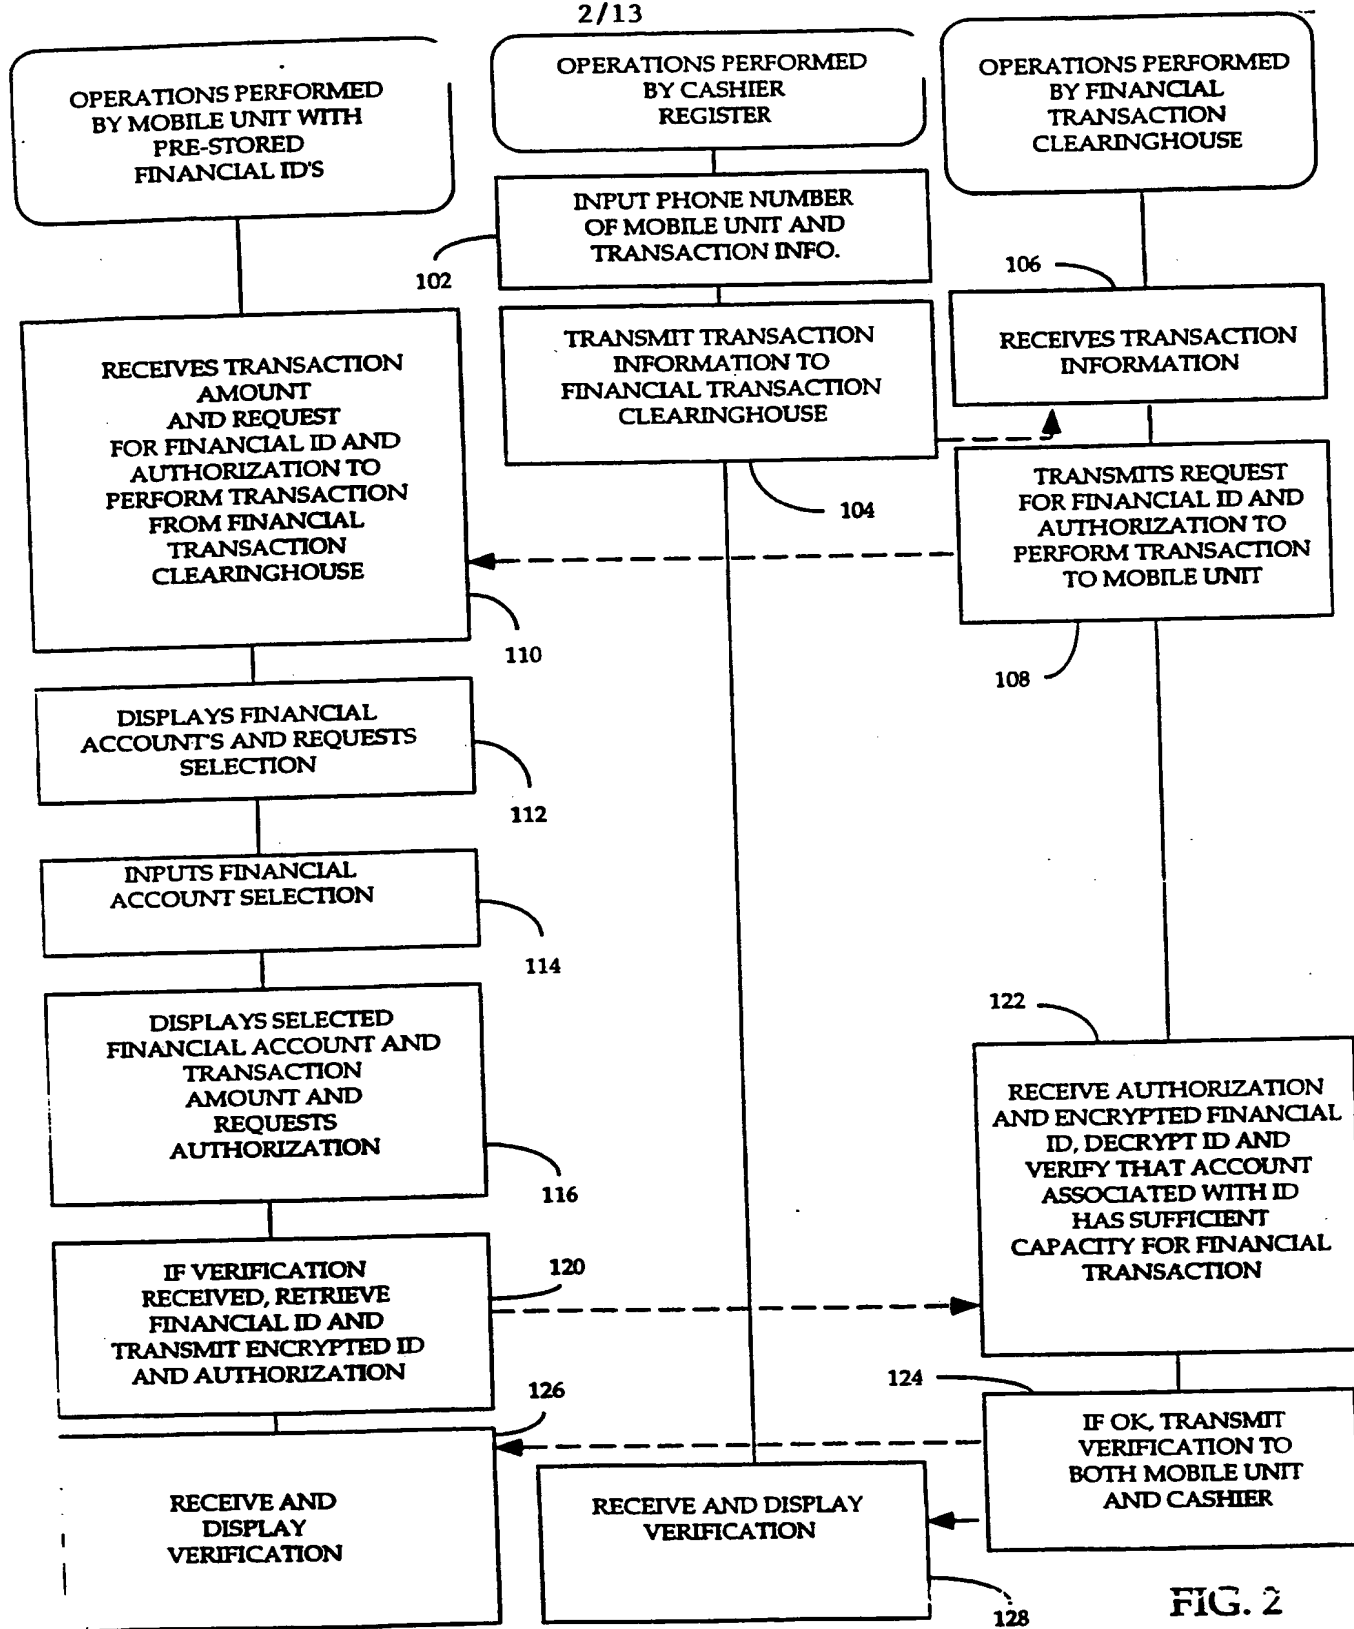 2/13
OPERATIONS PERFORMED
BY MOBILE UNIT WITH
PRE-STORED
FINANCIAL ID'S
OPERATIONS PERFORMED
BY CASHIER
REGISTER
OPERATIONS PERFORMED
BY FINANCIAL
TRANSACTION
CLEARINGHOUSE
INPUT PHONE NUMBER
OF MOBILE UNIT AND
TRANSACTION INFO.
102
TRANSMIT TRANSACTION
INFORMATION TO
FINANCIAL TRANSACTION
CLEARINGHOUSE
104
106
RECEIVES TRANSACTION
INFORMATION
TRANSMITS REQUEST
FOR FINANCIAL ID AND
AUTHORIZATION TO
PERFORM TRANSACTION
TO MOBILE UNIT
108
RECEIVES TRANSACTION
AMOUNT
AND REQUEST
FOR FINANCIAL ID AND
AUTHORIZATION TO
PERFORM TRANSACTION
FROM FINANCIAL
TRANSACTION
CLEARINGHOUSE
110
DISPLAYS FINANCIAL
ACCOUNT'S AND REQUESTS
SELECTION
112
INPUTS FINANCIAL
ACCOUNT SELECTION
114
DISPLAYS SELECTED
FINANCIAL ACCOUNT AND
TRANSACTION
AMOUNT AND
REQUESTS
AUTHORIZATION
116
IF VERIFICATION
RECEIVED, RETRIEVE
FINANCIAL ID AND
TRANSMIT ENCRYPTED ID
AND AUTHORIZATION
120
122
RECEIVE AUTHORIZATION
AND ENCRYPTED FINANCIAL
ID, DECRYPT ID AND
VERIFY THAT ACCOUNT
ASSOCIATED WITH ID
HAS SUFFICIENT
CAPACITY FOR FINANCIAL
TRANSACTION
124
IF OK, TRANSMIT
VERIFICATION TO
BOTH MOBILE UNIT
AND CASHIER
126
RECEIVE AND
DISPLAY
VERIFICATION
RECEIVE AND DISPLAY
VERIFICATION
128
FIG. 2